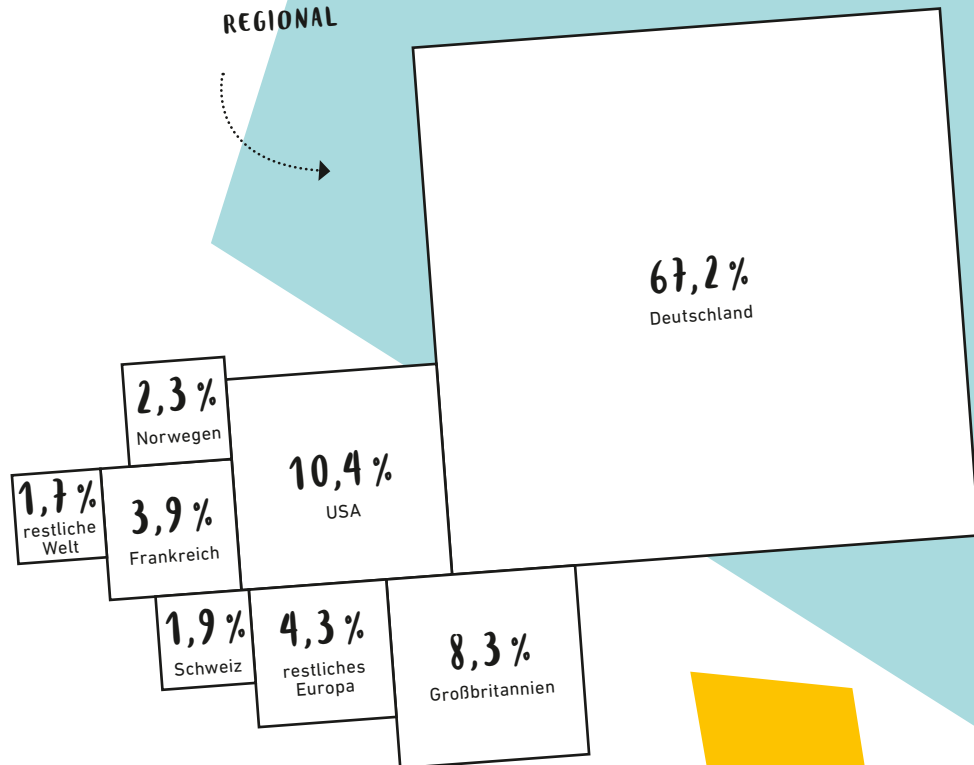 REGIONAL
67,2 %
Deutschland
2,3 %
Norwegen
10,4 %
USA
1,7 %
restliche
Welt
3,9 %
Frankreich
1,9 %
Schweiz
4,3 %
restliches
Europa
8,3 %
Großbritannien